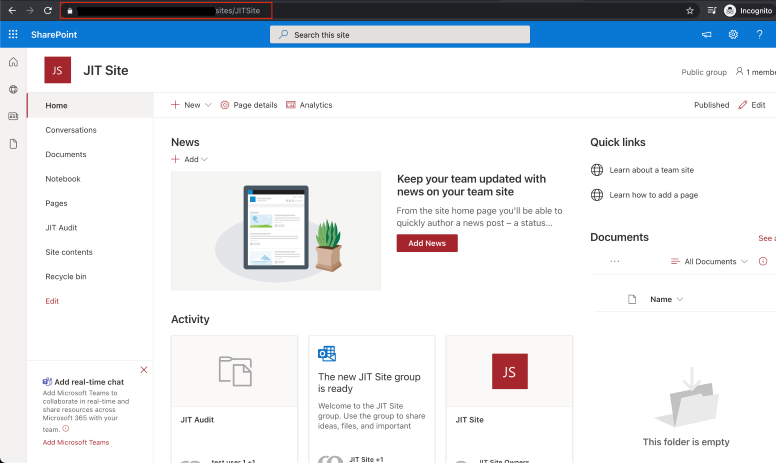 sites/JITSite
Incognito
SharePoint
Search this site
?
JS
JIT Site
Public group
1 membe
Home
Conversations
Documents
Notebook
Pages
JIT Audit
Site contents
Recycle bin
Edit
New
Page details
Analytics
Published
Edit
News
Add
Keep your team updated with
news on your team site
From the site home page you'll be able to
quickly author a news post – a status...
Add News
Quick links
Learn about a team site
Learn how to add a page
Documents
See a
All Documents
Name
This folder is empty
Activity
JIT Audit
test user 1 +1
The new JIT Site group
is ready
Welcome to the JIT Site
group. Use the group to share
ideas, files, and important
JIT Site +1
JS
JIT Site
JIT Site Owners
Add real-time chat
Add Microsoft Teams to
collaborate in real-time and
share resources across
Microsoft 365 with your
team.
Add Microsoft Teams